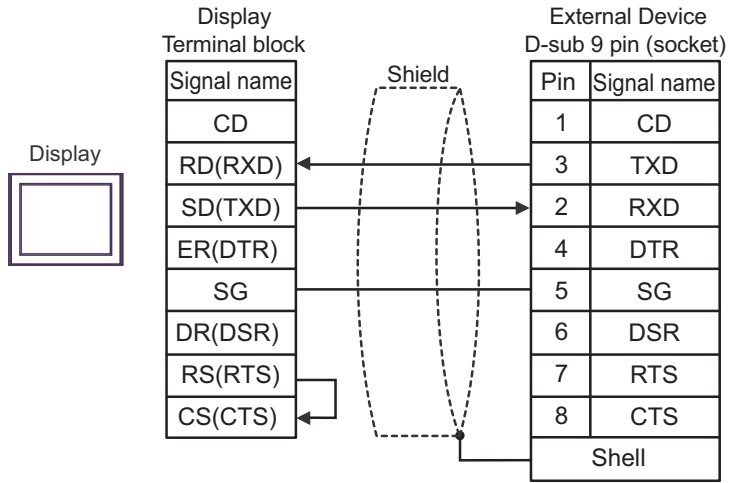 Display
Terminal block
External Device
D-sub 9 pin (socket)
Signal name
Shield
Pin Signal name
CD
1 CD
Display
RD(RXD)
3 TXD
SD(TXD)
2 RXD
ER(DTR)
4 DTR
SG
5 SG
DR(DSR)
6 DSR
RS(RTS)
7 RTS
CS(CTS)
8 CTS
Shell